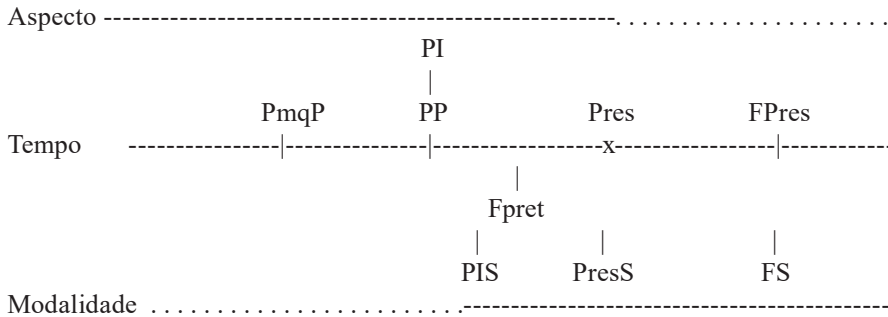 Aspecto ---------------------------------------------------. . . . . . . . . . . . . . . . . . . . .
PI
|
PmqP PP Pres FPres
Tempo ---------------|--------------|-----------------x----------------|-----------
|
Fpret
| | |
PIS PresS FS
Modalidade . . . . . . . . . . . . . . . . . . . . . . . .------------------------------------------